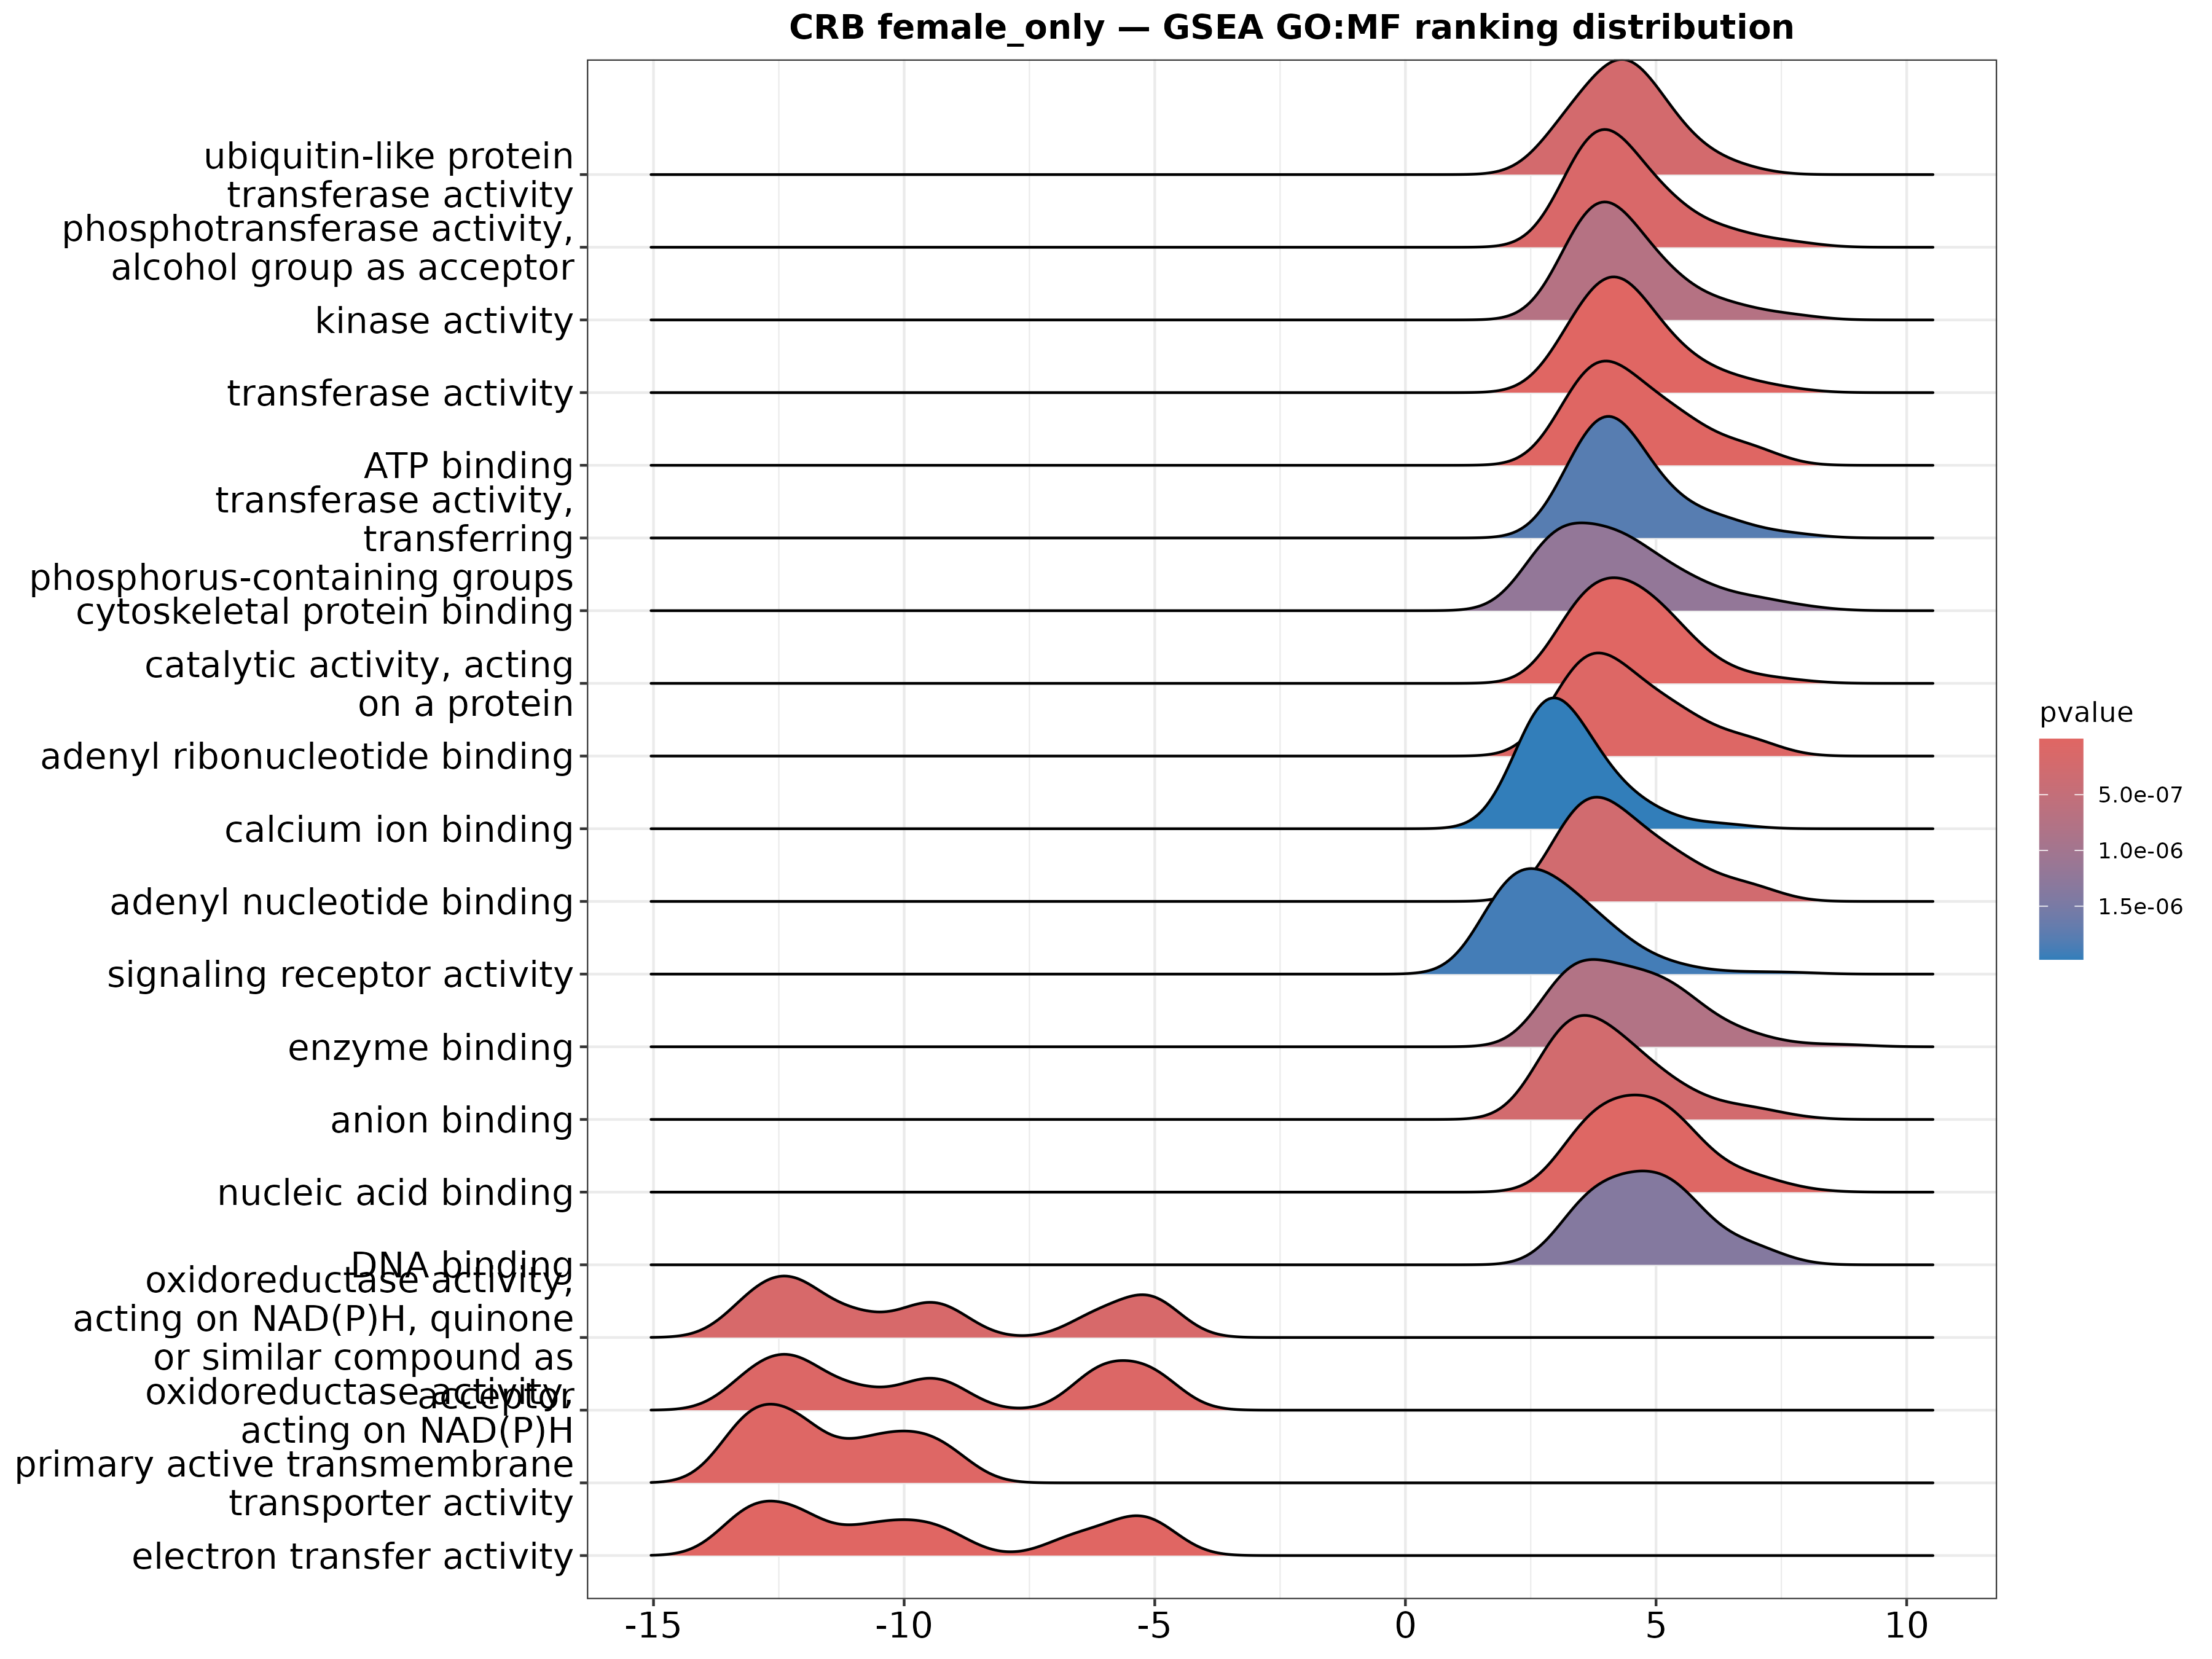 CRB female_only — GSEA GO:MF ranking distribution
ubiquitin-like protein
transferase activity
phosphotransferase activity,
alcohol group as acceptor
kinase activity
transferase activity
ATP binding
transferase activity,
transferring
phosphorus-containing groups
cytoskeletal protein binding
catalytic activity, acting
on a protein
adenyl ribonucleotide binding
calcium ion binding
adenyl nucleotide binding
signaling receptor activity
enzyme binding
anion binding
nucleic acid binding
DNA binding
oxidoreductase activity,
acting on NAD(P)H, quinone
or similar compound as
acceptor
oxidoreductase activity,
acting on NAD(P)H
primary active transmembrane
transporter activity
electron transfer activity
-15 -10 -5 0 5 10
pvalue
5.0e-07
1.0e-06
1.5e-06